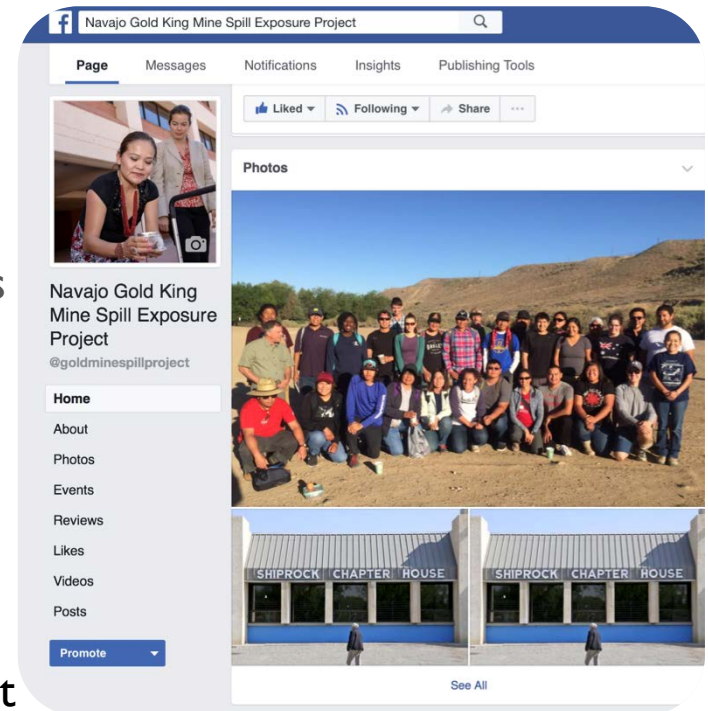 f Navajo Gold King Mine Spill Exposure Project
Page Messages Notifications Insights Publishing Tools
Liked Following Share ...
Photos
s
Navajo Gold King
Mine Spill Exposure
Project
@goldminespillproject
Home
About
Photos
Events
Reviews
Likes
Videos
Posts
Promote
SHIPROCK CHAPTER HOUSE
SHIPROCK CHAPTER HOUSE
See All
t